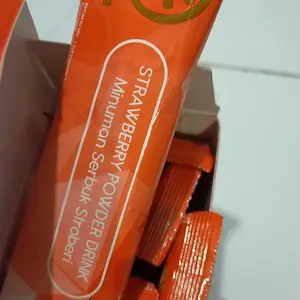 STRAWBERRY POWDER DRINK
Minuman Serbuk Stroberi